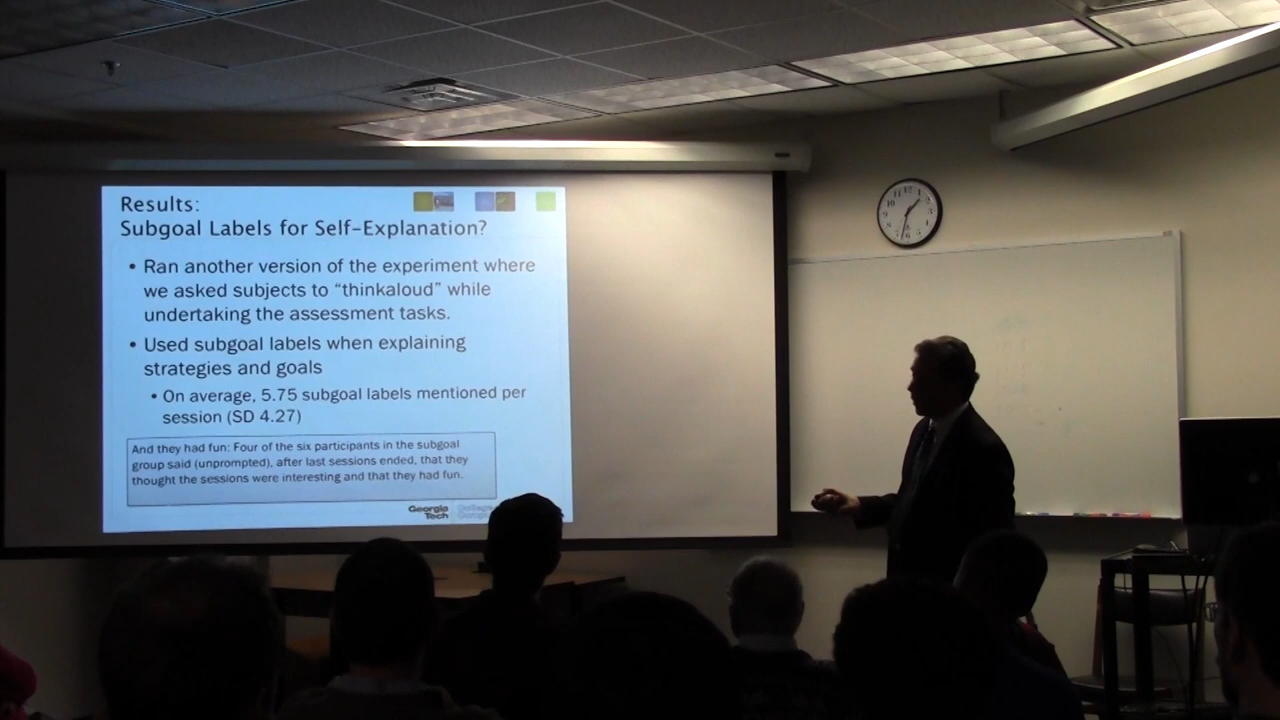 Results:
Subgoal Labels for Self-Explanation?
• Ran another version of the experiment where
we asked subjects to “thinkaloud” while
undertaking the assessment tasks.
• Used subgoal labels when explaining
strategies and goals
• On average, 5.75 subgoal labels mentioned per
session (SD 4.27)
And they had fun: Four of the six participants in the subgoal
group said (unprompted), after last sessions ended, that they
thought the sessions were interesting and that they had fun.
Georgia
Tech